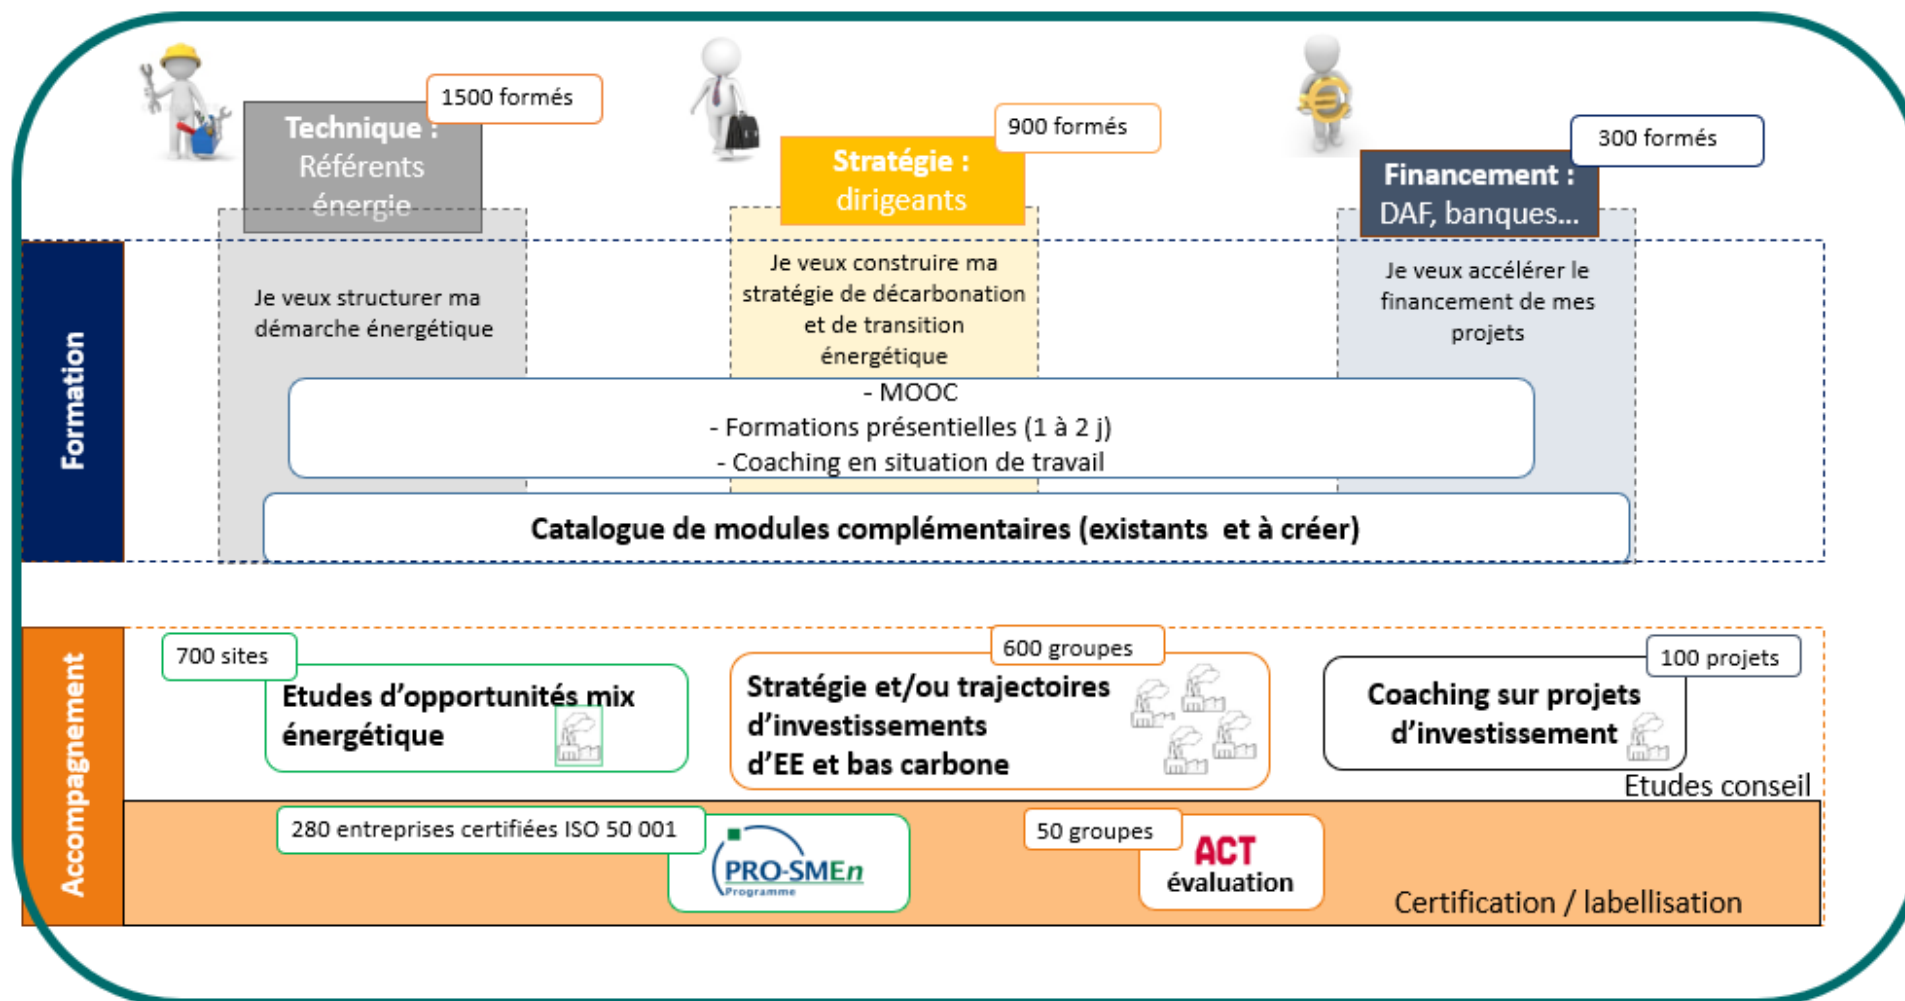 1500 formés
Technique :
Référents
énergie
900 formés
Stratégie :
dirigeants
300 formés
Financement :
DAF, banques...
Formation
Je veux structurer ma
démarche énergétique
Je veux construire ma
stratégie de décarbonation
et de transition
énergétique
Je veux accélérer le
financement de mes
projets
- MOOC
- Formations présentielles (1 à 2 j)
- Coaching en situation de travail
Catalogue de modules complémentaires (existants et à créer)
Accompagnement
700 sites
Etudes d'opportunités mix
énergétique
600 groupes
Stratégie et/ou trajectoires
d'investissements
d'EE et bas carbone
100 projets
Coaching sur projets
d'investissement
Etudes conseil
280 entreprises certifiées ISO 50 001
PRO-SMEn
Programme
50 groupes
ACT
évaluation
Certification / labellisation